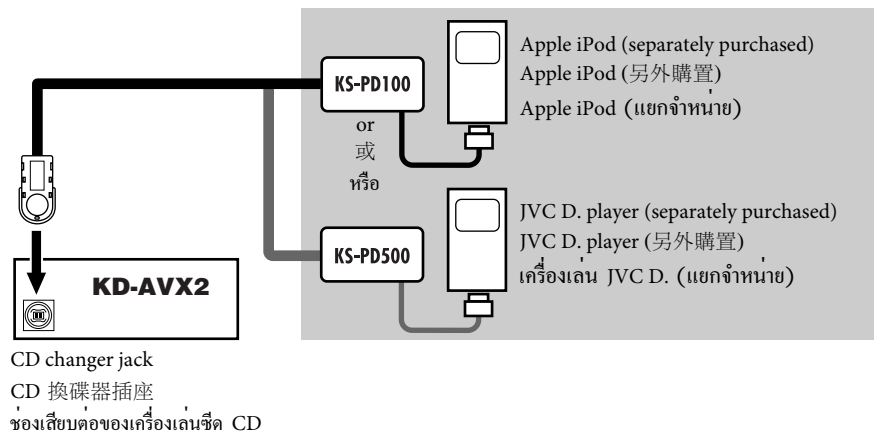 KS-PD100
or
或
หรือ
KS-PD500
Apple iPod (separately purchased)
Apple iPod (另外購置)
Apple iPod (แยกจำหน่าย)
JVC D. player (separately purchased)
JVC D. player (另外購置)
เครื่องเล่น JVC D. (แยกจำหน่าย)
KD-AVX2
CD changer jack
CD 換碟器插座
ช่องเสียบต่อของเครื่องเล่นซีด CD